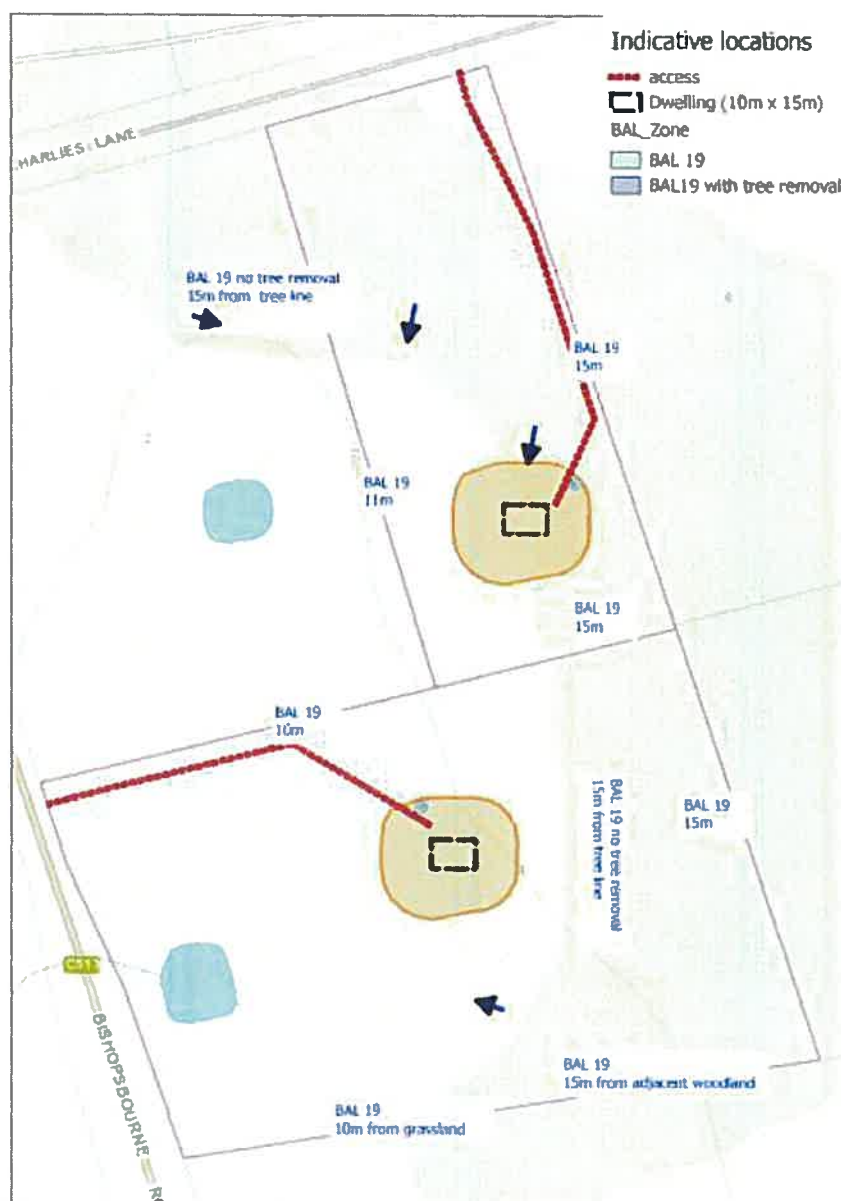 Indicative locations
access
Dwelling (10m x 15m)
BAL_Zone
BAL 19
BAL19 with tree removal
HARLIES LANE
BAL 19 no tree removal
15m from tree line
BAL 19
15m
BAL 19
11m
BAL 19
15m
BAL 19
10m
BAL 19 no tree removal
15m from tree line
BAL 19
15m
C513
BISHOPSBOURNE
BAL 19
15m from adjacent woodland
BAL 19
10m from grassland